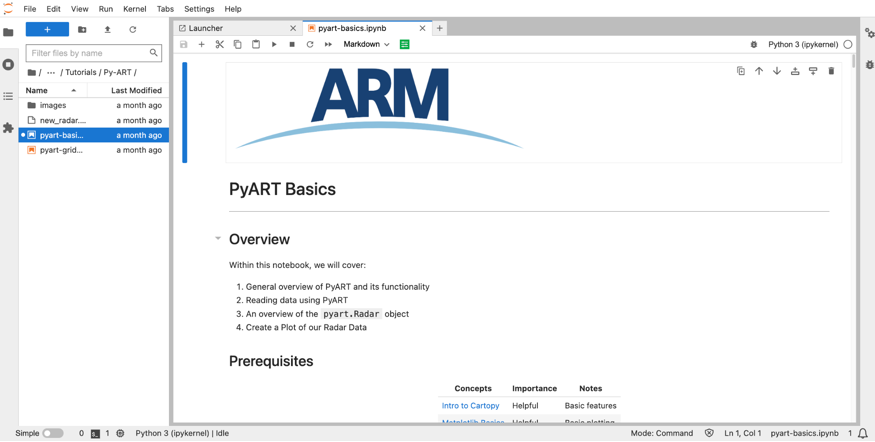 File Edit View Run Kernel Tabs Settings Help
Launcher
pyart-basics.ipynb
Markdown
Python 3 (ipykernel)
Filter files by name
/ ··· / Tutorials / Py-ART /
Name Last Modified
images a month ago
new_radar.... a month ago
pyart-basi... a month ago
pyart-grid... a month ago
ARM
PyART Basics
Overview
Within this notebook, we will cover:
1. General overview of PyART and its functionality
2. Reading data using PyART
3. An overview of the pyart.Radar object
4. Create a Plot of our Radar Data
Prerequisites
Concepts Importance Notes
Intro to Cartopy Helpful Basic features
Matplotlib Basics Helpful Basic plotting
Simple 0 1 Python 3 (ipykernel) | Idle Mode: Command Ln 1, Col 1 pyart-basics.ipynb 1